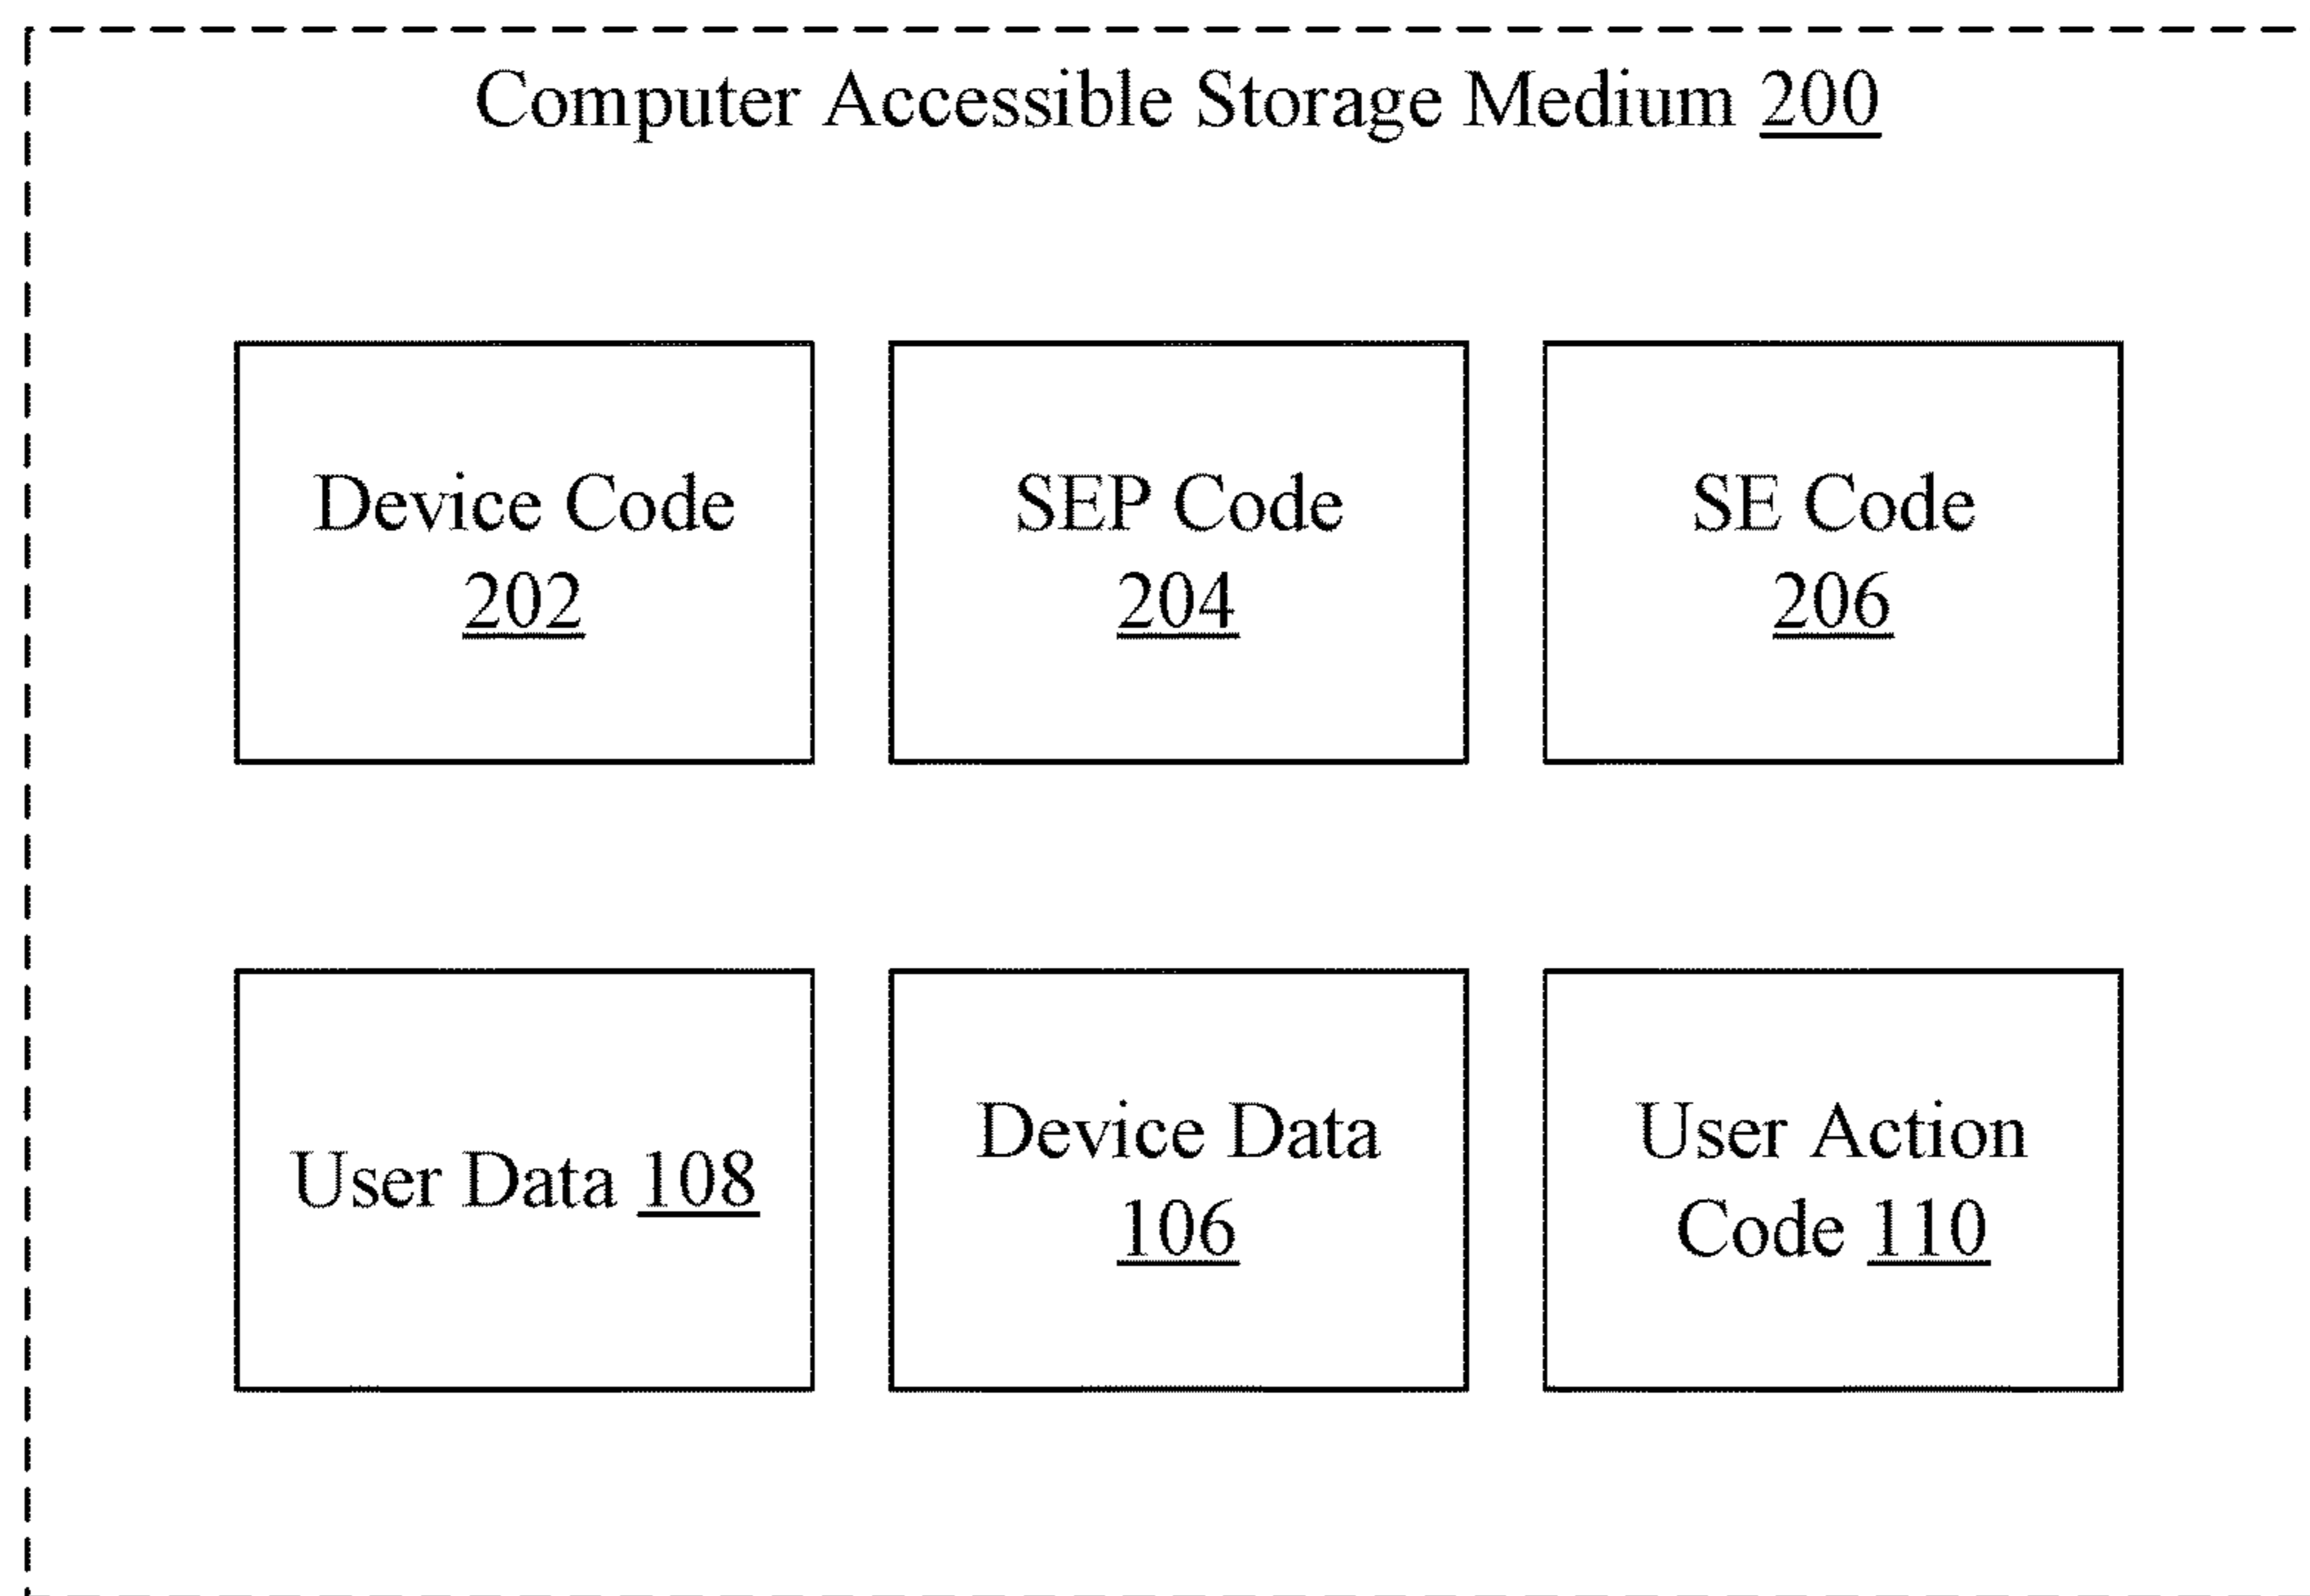 Computer Accessible Storage Medium 200
Device Code
202
SEP Code
204
SE Code
206
User Data 108
Device Data
106
User Action
Code 110